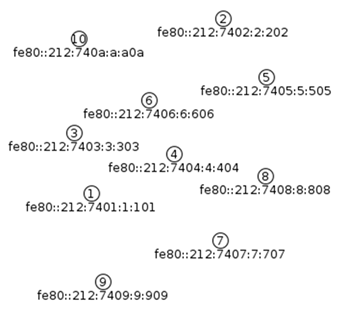 2
fe80::212:7402:2:202
10
fe80::212:740a:a:a0a
5
fe80::212:7405:5:505
6
fe80::212:7406:6:606
3
fe80::212:7403:3:303
4
fe80::212:7404:4:404
8
fe80::212:7408:8:808
1
fe80::212:7401:1:101
7
fe80::212:7407:7:707
9
fe80::212:7409:9:909